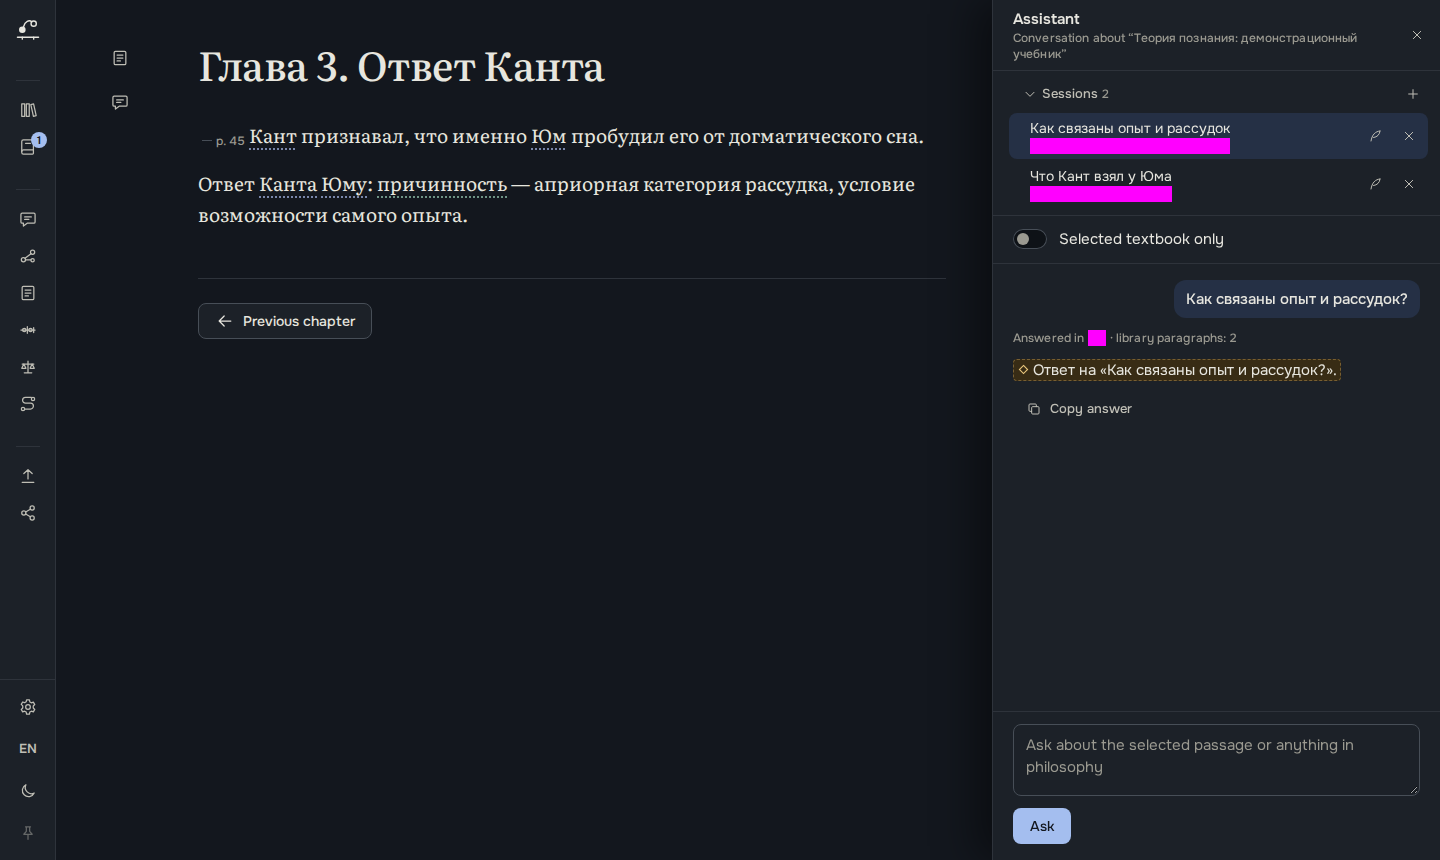 1
EN
Глава 3. Ответ Канта
— p. 45 Кант признавал, что именно Юм пробудил его от догматического сна.
Ответ Канта Юму: причинность — априорная категория рассудка, условие
возможности самого опыта.
Previous chapter
Assistant
Conversation about “Теория познания: демонстрационный
учебник”
Sessions 2
Как связаны опыт и рассудок
Что Кант взял у Юма
Selected textbook only
Как связаны опыт и рассудок?
Answered in · library paragraphs: 2
Ответ на «Как связаны опыт и рассудок?».
Copy answer
Ask about the selected passage or anything in
philosophy
Ask